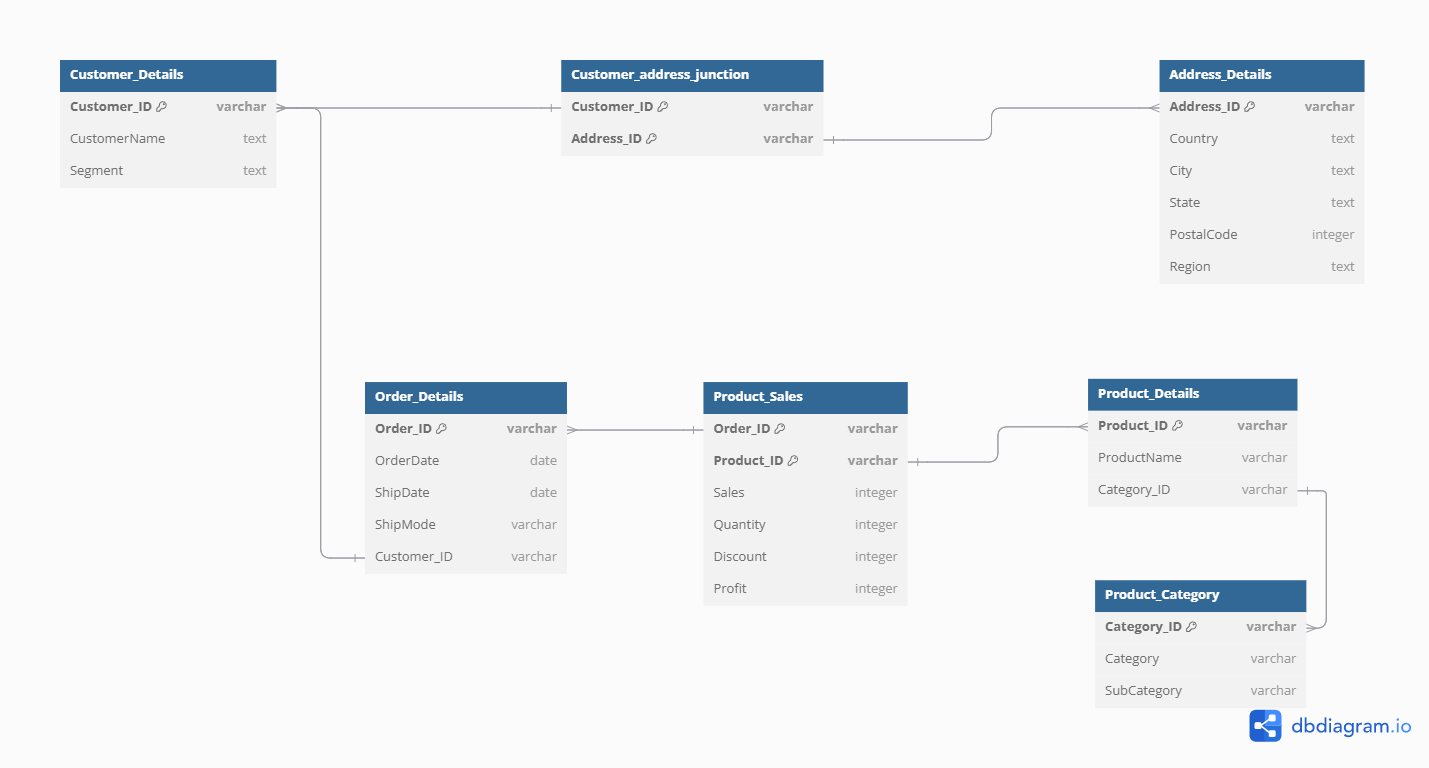 Customer_Details
Customer_ID varchar
CustomerName text
Segment text
Customer_address_junction
Customer_ID varchar
Address_ID varchar
Address_Details
Address_ID varchar
Country text
City text
State text
PostalCode integer
Region text
Order_Details
Order_ID varchar
OrderDate date
ShipDate date
ShipMode varchar
Customer_ID varchar
Product_Sales
Order_ID varchar
Product_ID varchar
Sales integer
Quantity integer
Discount integer
Profit integer
Product_Details
Product_ID varchar
ProductName varchar
Category_ID varchar
Product_Category
Category_ID varchar
Category varchar
SubCategory varchar
dbdiagram.io